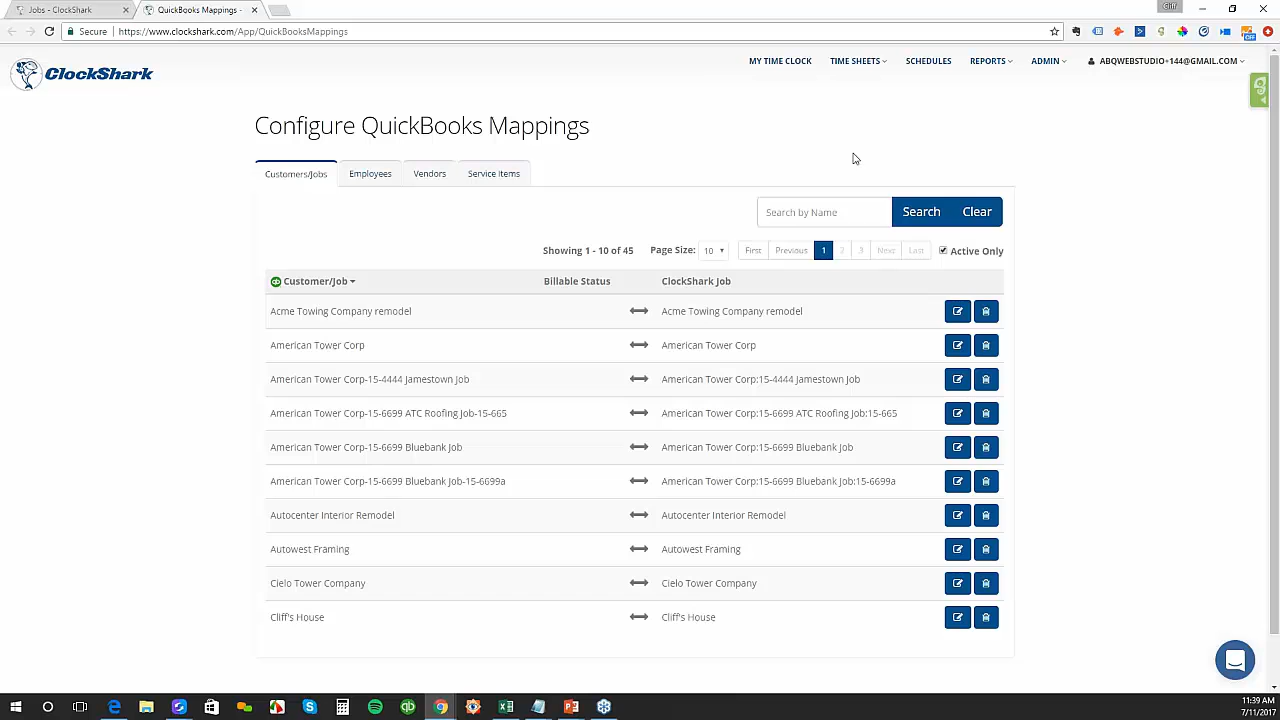 Jobs - ClockShark
QuickBooks Mappings -
Cliff
Secure
https://www.clockshark.com/App/QuickBooksMappings
OFF
ClockShark
MY TIME CLOCK
TIME SHEETS
SCHEDULES
REPORTS
ADMIN
ABQWEBSTUDIO+144@GMAIL.COM
Configure QuickBooks Mappings
Customers/Jobs
Employees
Vendors
Service Items
Search by Name
Search
Clear
Showing 1 - 10 of 45
Page Size:
10
First
Previous
1
2
3
Next
Last
Active Only
Customer/Job
Billable Status
ClockShark Job
Acme Towing Company remodel
Acme Towing Company remodel
American Tower Corp
American Tower Corp
American Tower Corp-15-4444 Jamestown Job
American Tower Corp:15-4444 Jamestown Job
American Tower Corp-15-6699 ATC Roofing Job-15-665
American Tower Corp:15-6699 ATC Roofing Job:15-665
American Tower Corp-15-6699 Bluebank Job
American Tower Corp:15-6699 Bluebank Job
American Tower Corp-15-6699 Bluebank Job-15-6699a
American Tower Corp:15-6699 Bluebank Job:15-6699a
Autocenter Interior Remodel
Autocenter Interior Remodel
Autowest Framing
Autowest Framing
Cielo Tower Company
Cielo Tower Company
Cliff's House
Cliff's House
11:39 AM
7/11/2017